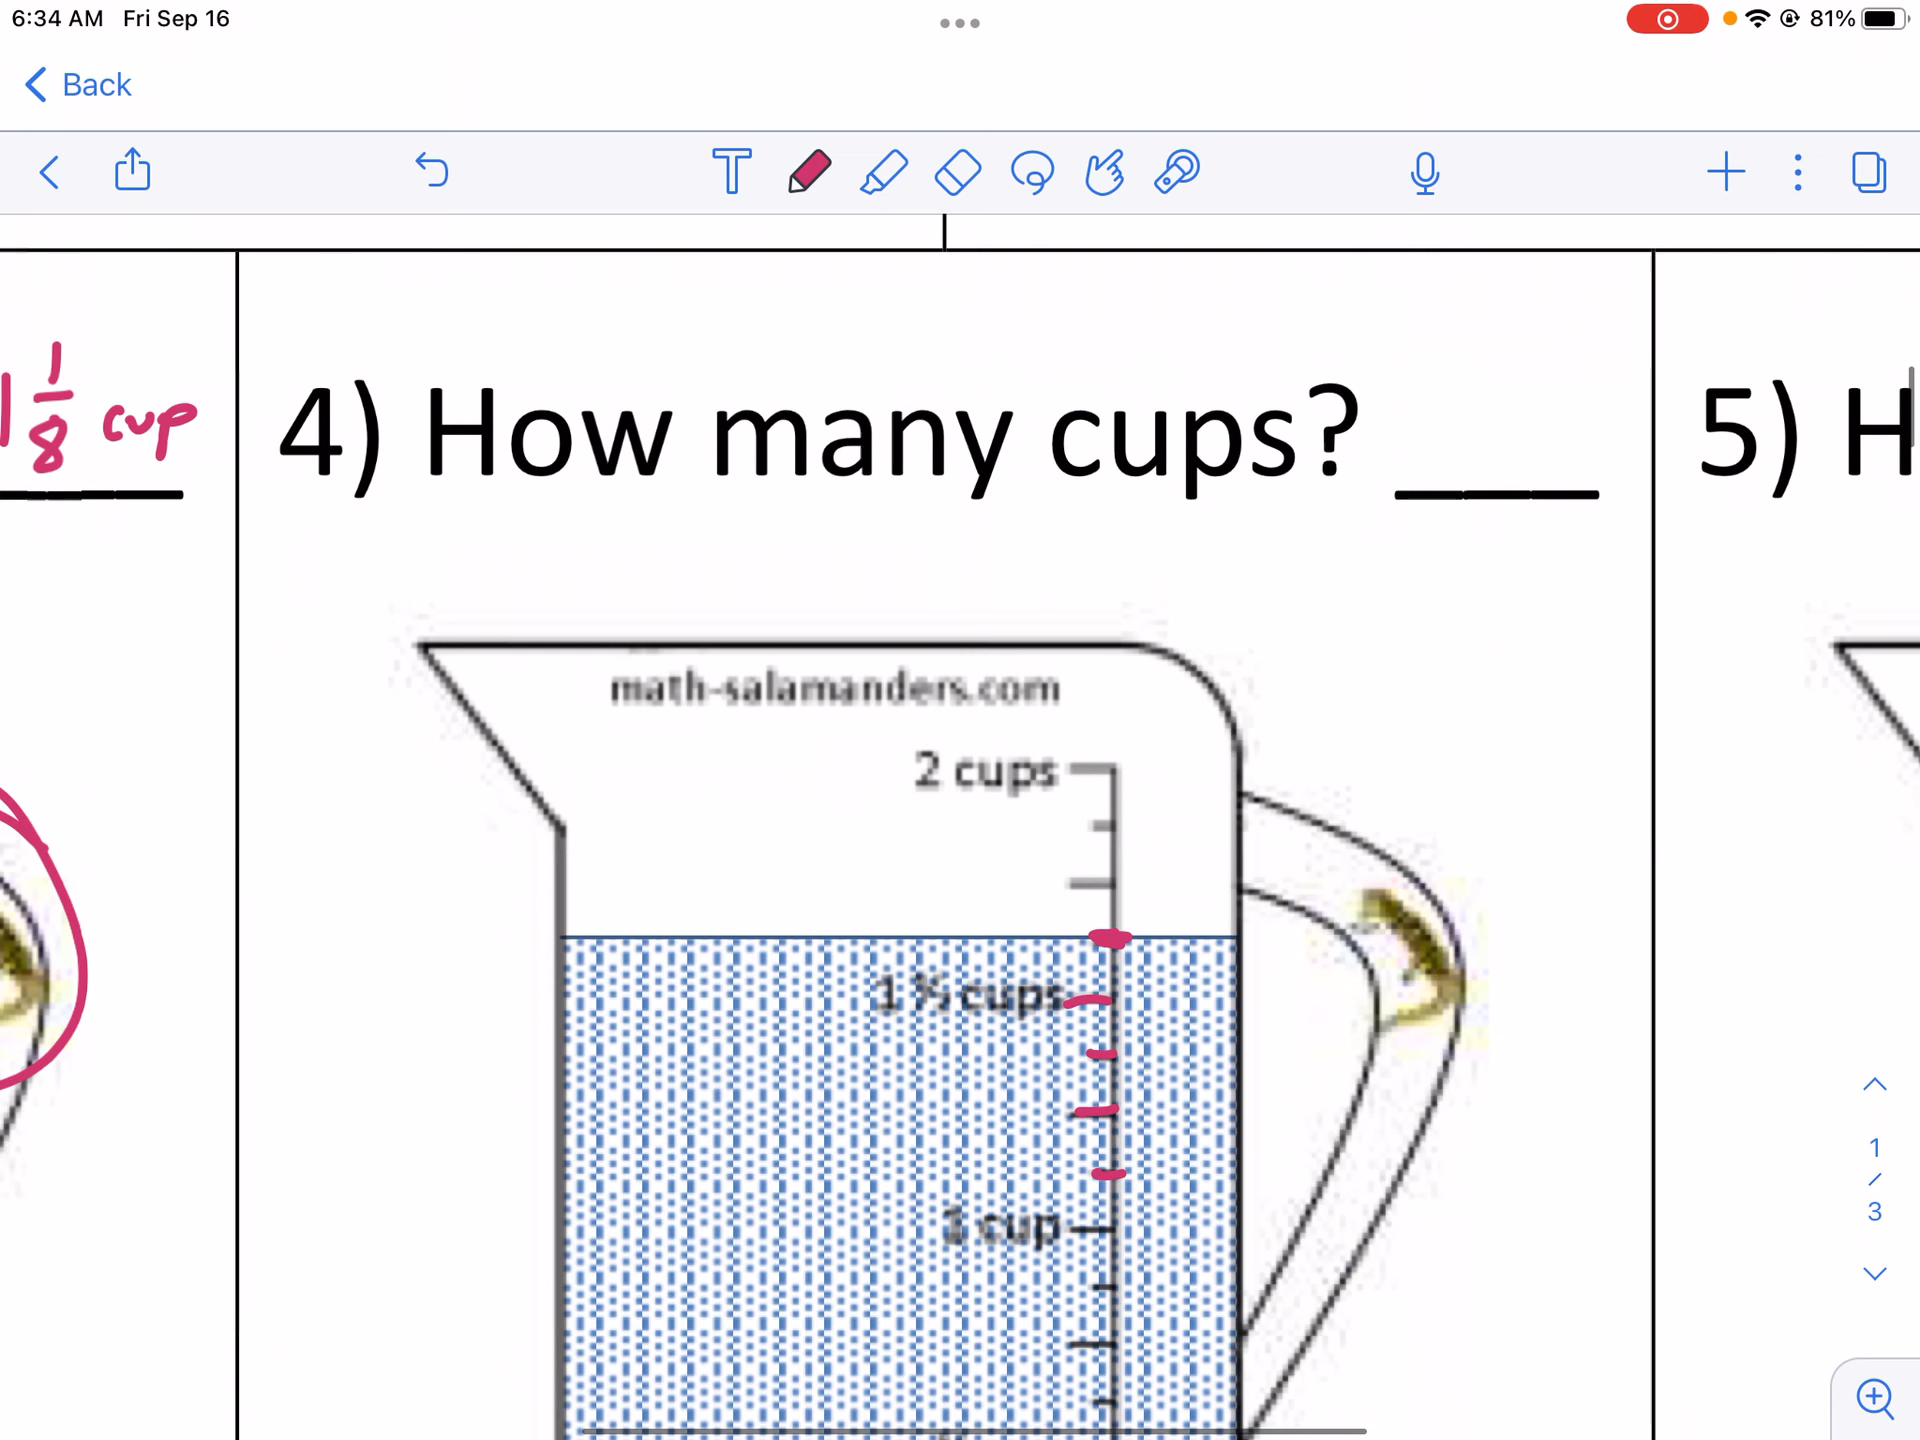 6:34 AM Fri Sep 16
81%
Back
1 1/8 cup
4) How many cups? ___
5) H
math-salamanders.com
2 cups
1 ½ cups
1 cup
1
/
3